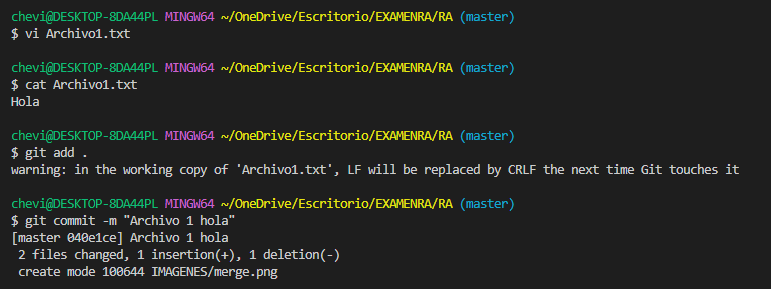 chevi@DESKTOP-8DA44PL MINGW64 ~/OneDrive/Escritorio/EXAMENRA/RA (master)
$ vi Archivo1.txt
chevi@DESKTOP-8DA44PL MINGW64 ~/OneDrive/Escritorio/EXAMENRA/RA (master)
$ cat Archivo1.txt
Hola
chevi@DESKTOP-8DA44PL MINGW64 ~/OneDrive/Escritorio/EXAMENRA/RA (master)
$ git add .
warning: in the working copy of 'Archivo1.txt', LF will be replaced by CRLF the next time Git touches it
chevi@DESKTOP-8DA44PL MINGW64 ~/OneDrive/Escritorio/EXAMENRA/RA (master)
$ git commit -m "Archivo 1 hola"
[master 040e1ce] Archivo 1 hola
 2 files changed, 1 insertion(+), 1 deletion(-)
 create mode 100644 IMAGENES/merge.png